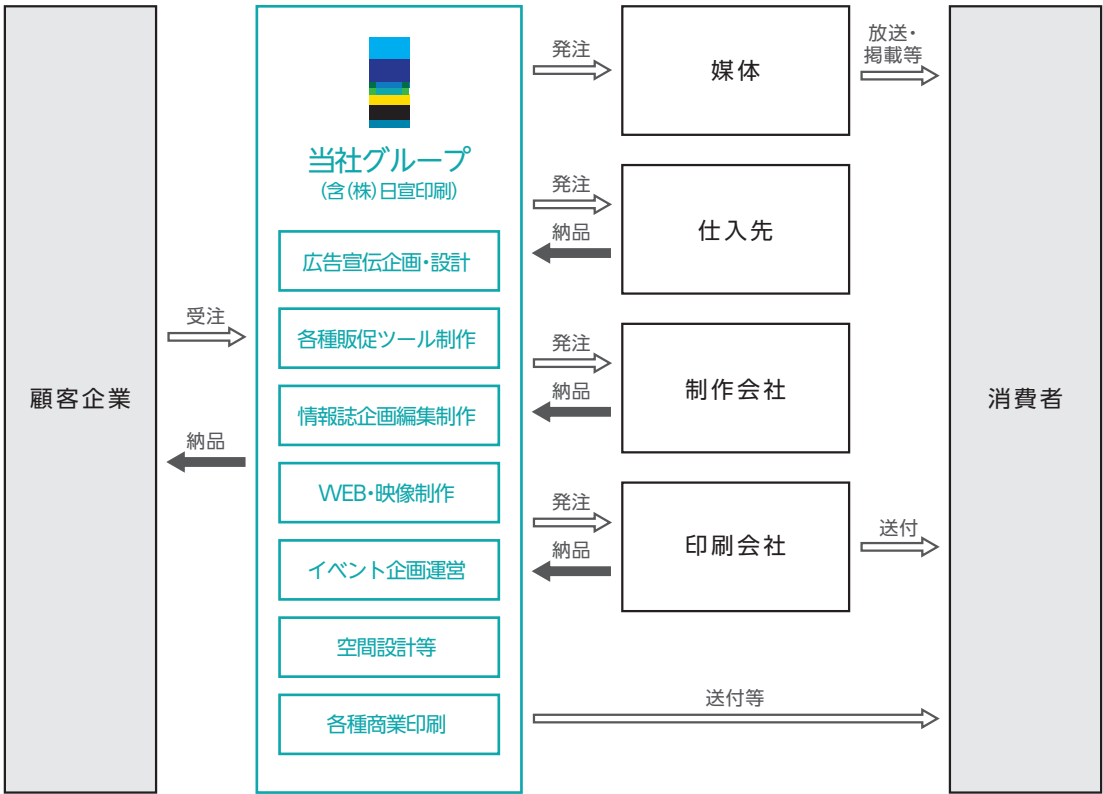 顧客企業
受注
納品
当社グループ
(含(株)日宣印刷)
広告宣伝企画・設計
各種販促ツール制作
情報誌企画編集制作
WEB・映像制作
イベント企画運営
空間設計等
各種商業印刷
発注
媒体
放送・
掲載等
発注
納品
仕入先
発注
納品
制作会社
発注
納品
印刷会社
送付
送付等
消費者